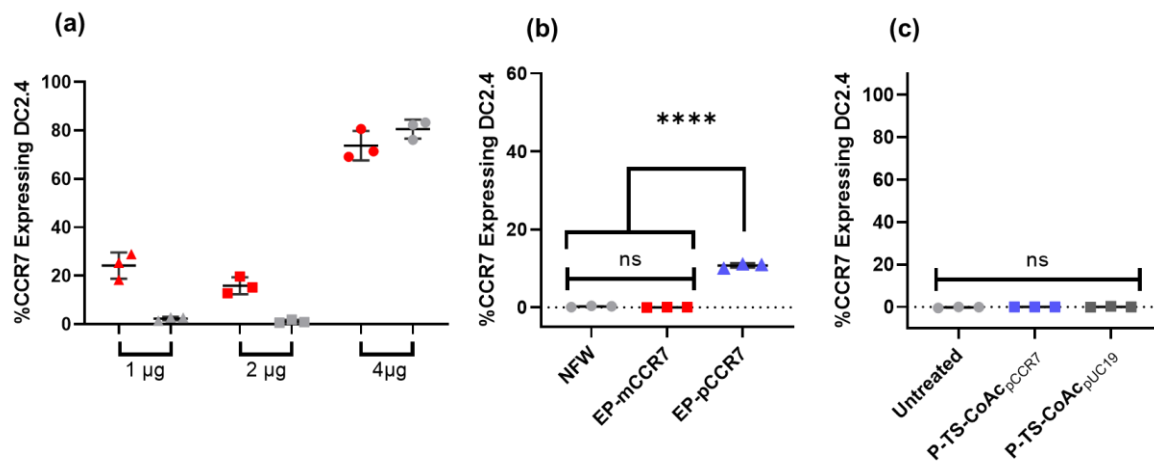 (a)
%CCR7 Expressing DC2.4
100
80
60
40
20
0
1 µg
2 µg
4µg
(b)
%CCR7 Expressing DC2.4
60
40
20
0
****
ns
NFW
EP-mCCR7
EP-pCCR7
(c)
%CCR7 Expressing DC2.4
100
80
60
40
20
0
ns
Untreated
P-TS-CoAcpCCR7
P-TS-CoAcpUC19